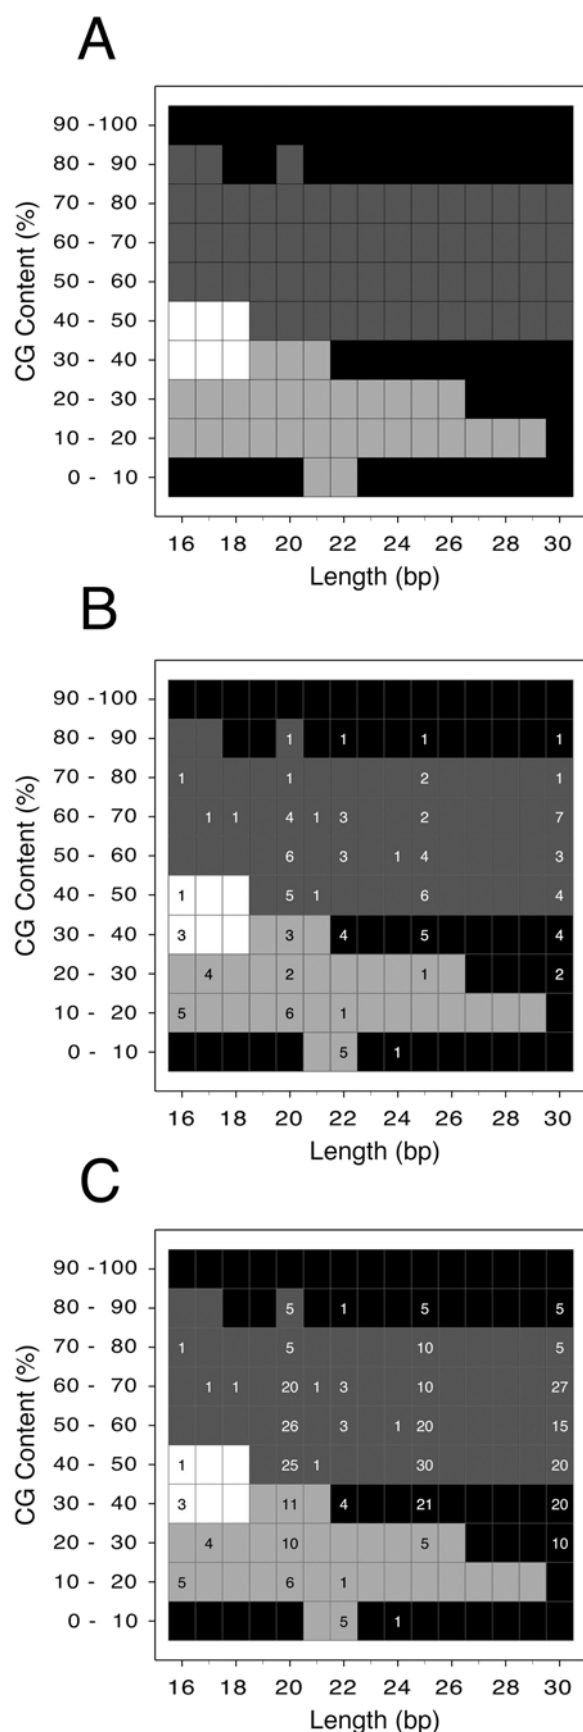 A
90 -100
80 - 90
70 - 80
60 - 70
50 - 60
40 - 50
30 - 40
20 - 30
10 - 20
0 - 10
CG Content (%)
16 18 20 22 24 26 28 30
Length (bp)
B
90 -100
80 - 90 1 1 1 1
70 - 80 1 1 2 1
60 - 70 1 1 4 1 3 2 7
50 - 60 6 3 1 4 3
40 - 50 1 5 1 6 4
30 - 40 3 3 4 5 4
20 - 30 4 2 1 2
10 - 20 5 6 1
0 - 10 5 1
CG Content (%)
16 18 20 22 24 26 28 30
Length (bp)
C
90 -100
80 - 90 5 1 5 5
70 - 80 1 5 10 5
60 - 70 1 1 20 1 3 10 27
50 - 60 26 3 1 20 15
40 - 50 1 25 1 30 20
30 - 40 3 11 4 21 20
20 - 30 4 10 5 10
10 - 20 5 6 1
0 - 10 5 1
CG Content (%)
16 18 20 22 24 26 28 30
Length (bp)